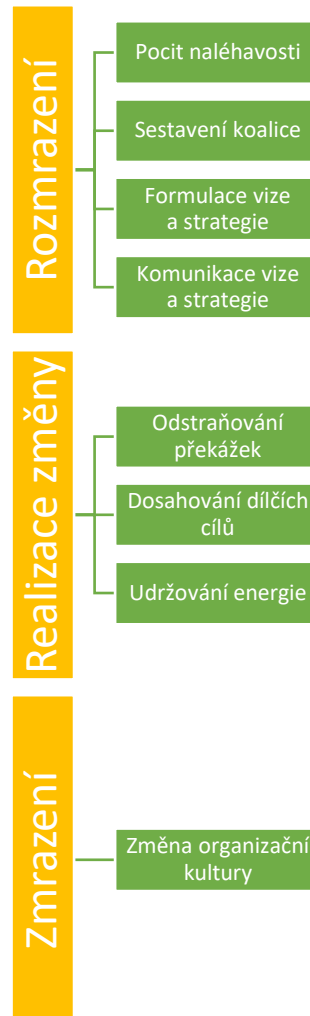 Rozmrazení
Pocit naléhavosti
Sestavení koalice
Formulace vize
a strategie
Komunikace vize
a strategie
Realizace změny
Odstraňování
překážek
Dosahování dílčích
cílů
Udržování energie
Zmrazení
Změna organizační
kultury